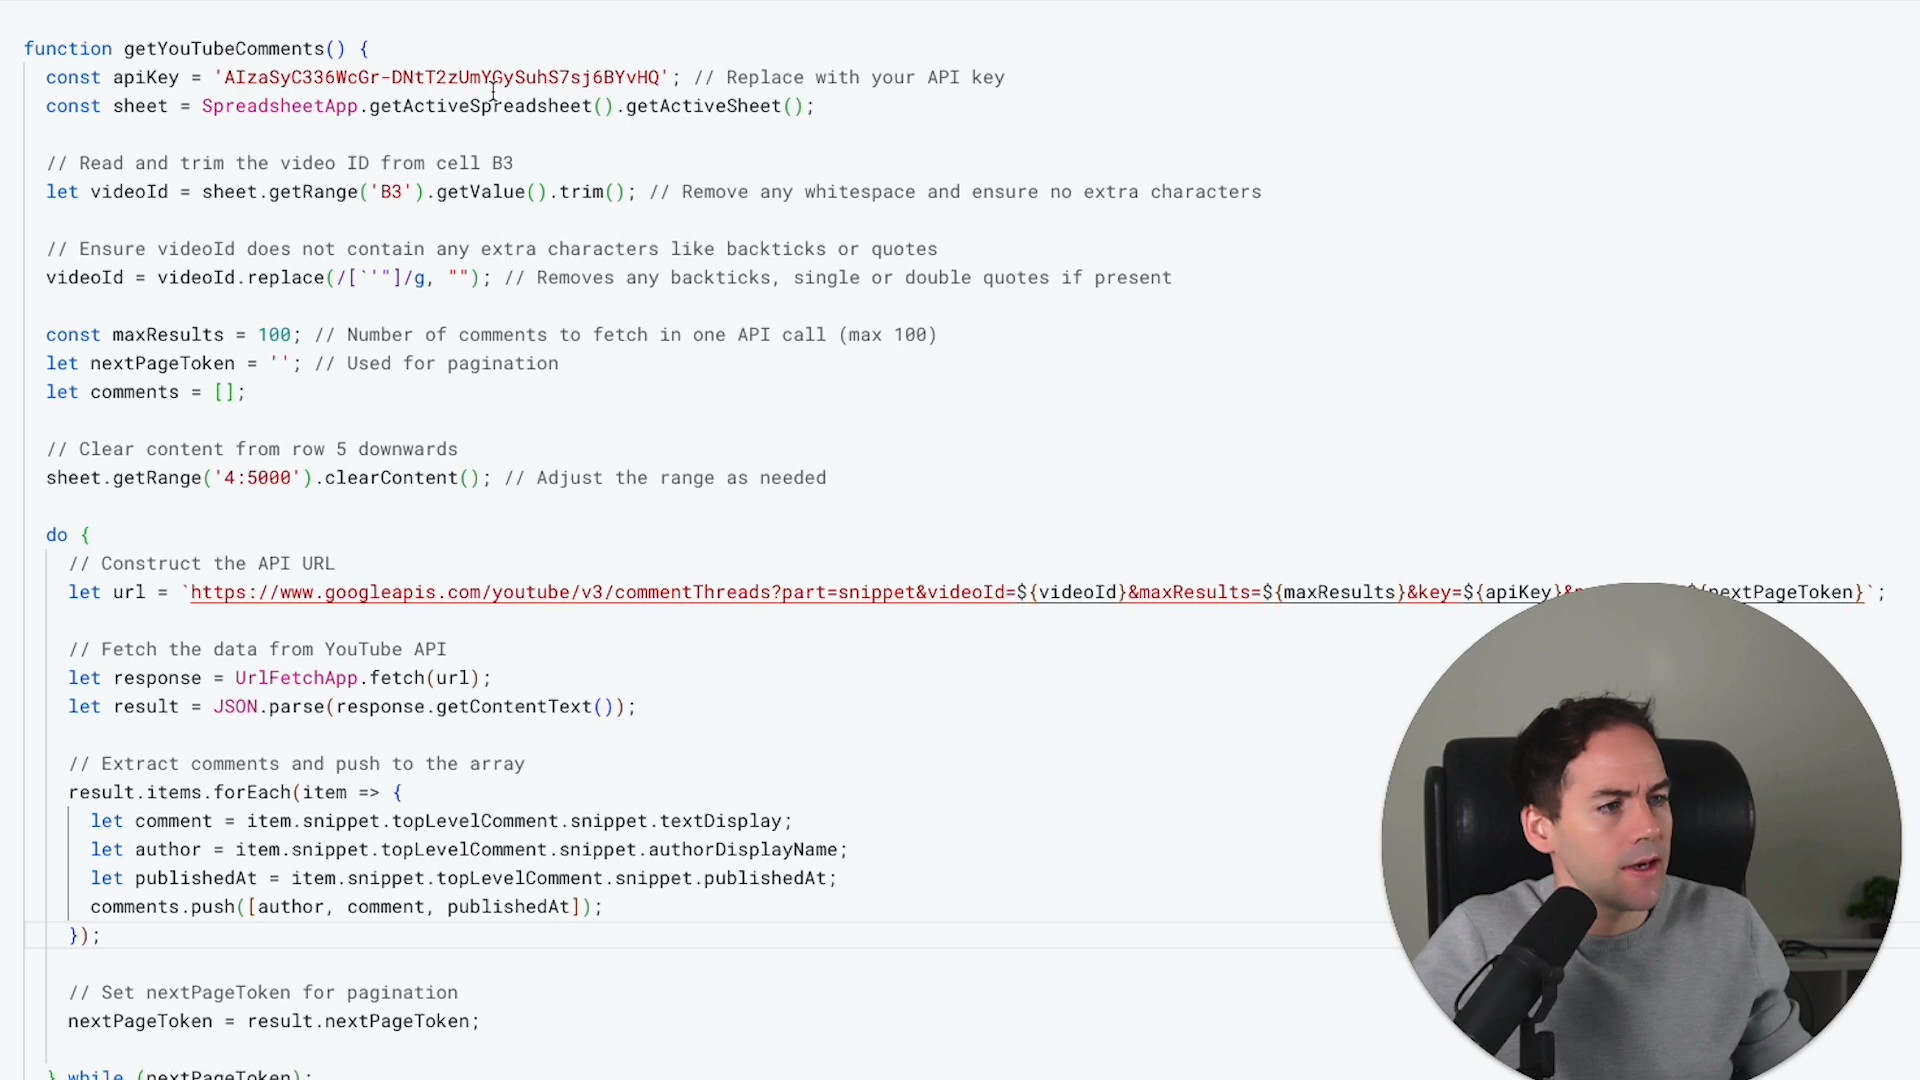 function getYouTubeComments() {
const apiKey = 'AIzaSyC336WcGr-DNtT2zUmYGySuhS7sj6BYvHQ'; // Replace with your API key
const sheet = SpreadsheetApp.getActiveSpreadsheet().getActiveSheet();
// Read and trim the video ID from cell B3
let videoId = sheet.getRange('B3').getValue().trim(); // Remove any whitespace and ensure no extra characters
// Ensure videoId does not contain any extra characters like backticks or quotes
videoId = videoId.replace(/[`'"]/g, ""); // Removes any backticks, single or double quotes if present
const maxResults = 100; // Number of comments to fetch in one API call (max 100)
let nextPageToken = ''; // Used for pagination
let comments = [];
// Clear content from row 5 downwards
sheet.getRange('4:5000').clearContent(); // Adjust the range as needed
do {
// Construct the API URL
let url = `https://www.googleapis.com/youtube/v3/commentThreads?part=snippet&videoId=${videoId}&maxResults=${maxResults}&key=${apiKey}& ${nextPageToken}`;
// Fetch the data from YouTube API
let response = UrlFetchApp.fetch(url);
let result = JSON.parse(response.getContentText());
// Extract comments and push to the array
result.items.forEach(item => {
let comment = item.snippet.topLevelComment.snippet.textDisplay;
let author = item.snippet.topLevelComment.snippet.authorDisplayName;
let publishedAt = item.snippet.topLevelComment.snippet.publishedAt;
comments.push([author, comment, publishedAt]);
});
// Set nextPageToken for pagination
nextPageToken = result.nextPageToken;
} while (nextPageToken);